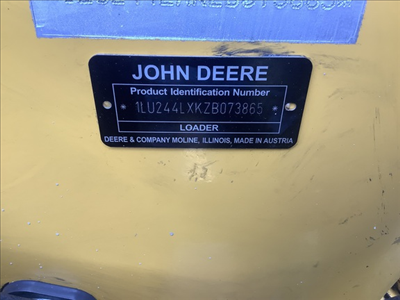 JOHN DEERE
Product Identification Number
1LU244LXKZB073865
LOADER
DEERE & COMPANY MOLINE, ILLINOIS, MADE IN AUSTRIA